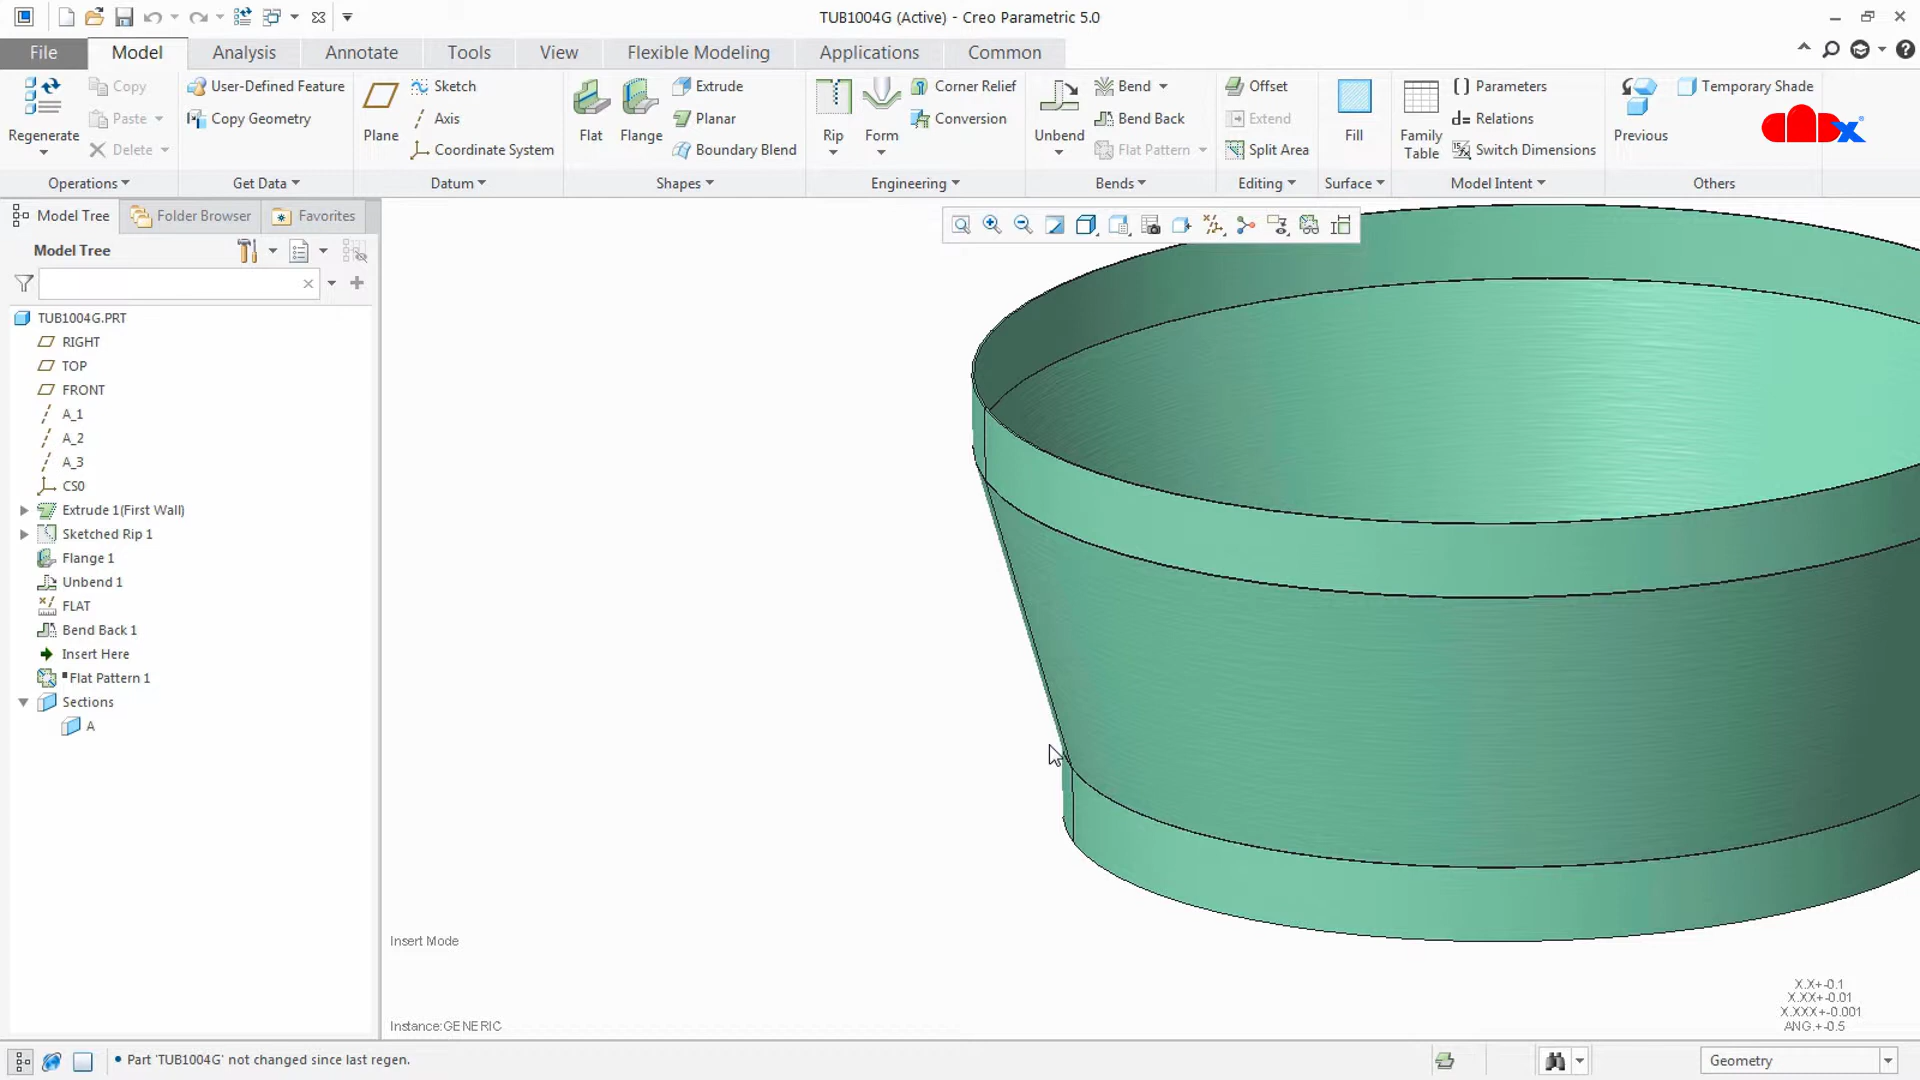 TUB1004G (Active) - Creo Parametric 5.0
File Model Analysis Annotate Tools View Flexible Modeling Applications Common
Regenerate
Copy
Paste
Delete
Operations
User-Defined Feature
Copy Geometry
Get Data
Plane
Sketch
Axis
Coordinate System
Datum
Flat
Flange
Extrude
Planar
Boundary Blend
Shapes
Rip
Form
Corner Relief
Conversion
Engineering
Unbend
Bend
Bend Back
Flat Pattern
Bends
Offset
Extend
Split Area
Editing
Fill
Surface
Family
Table
Parameters
Relations
Switch Dimensions
Model Intent
Previous
Temporary Shade
Others
Model Tree
Folder Browser
Favorites
Model Tree
TUB1004G.PRT
RIGHT
TOP
FRONT
A_1
A_2
A_3
CS0
Extrude 1(First Wall)
Sketched Rip 1
Flange 1
Unbend 1
FLAT
Bend Back 1
Insert Here
Flat Pattern 1
Sections
A
Insert Mode
Instance:GENERIC
X.X+-0.1
X.XX+-0.01
X.XXX+-0.001
ANG.+-0.5
Part 'TUB1004G' not changed since last regen.
Geometry